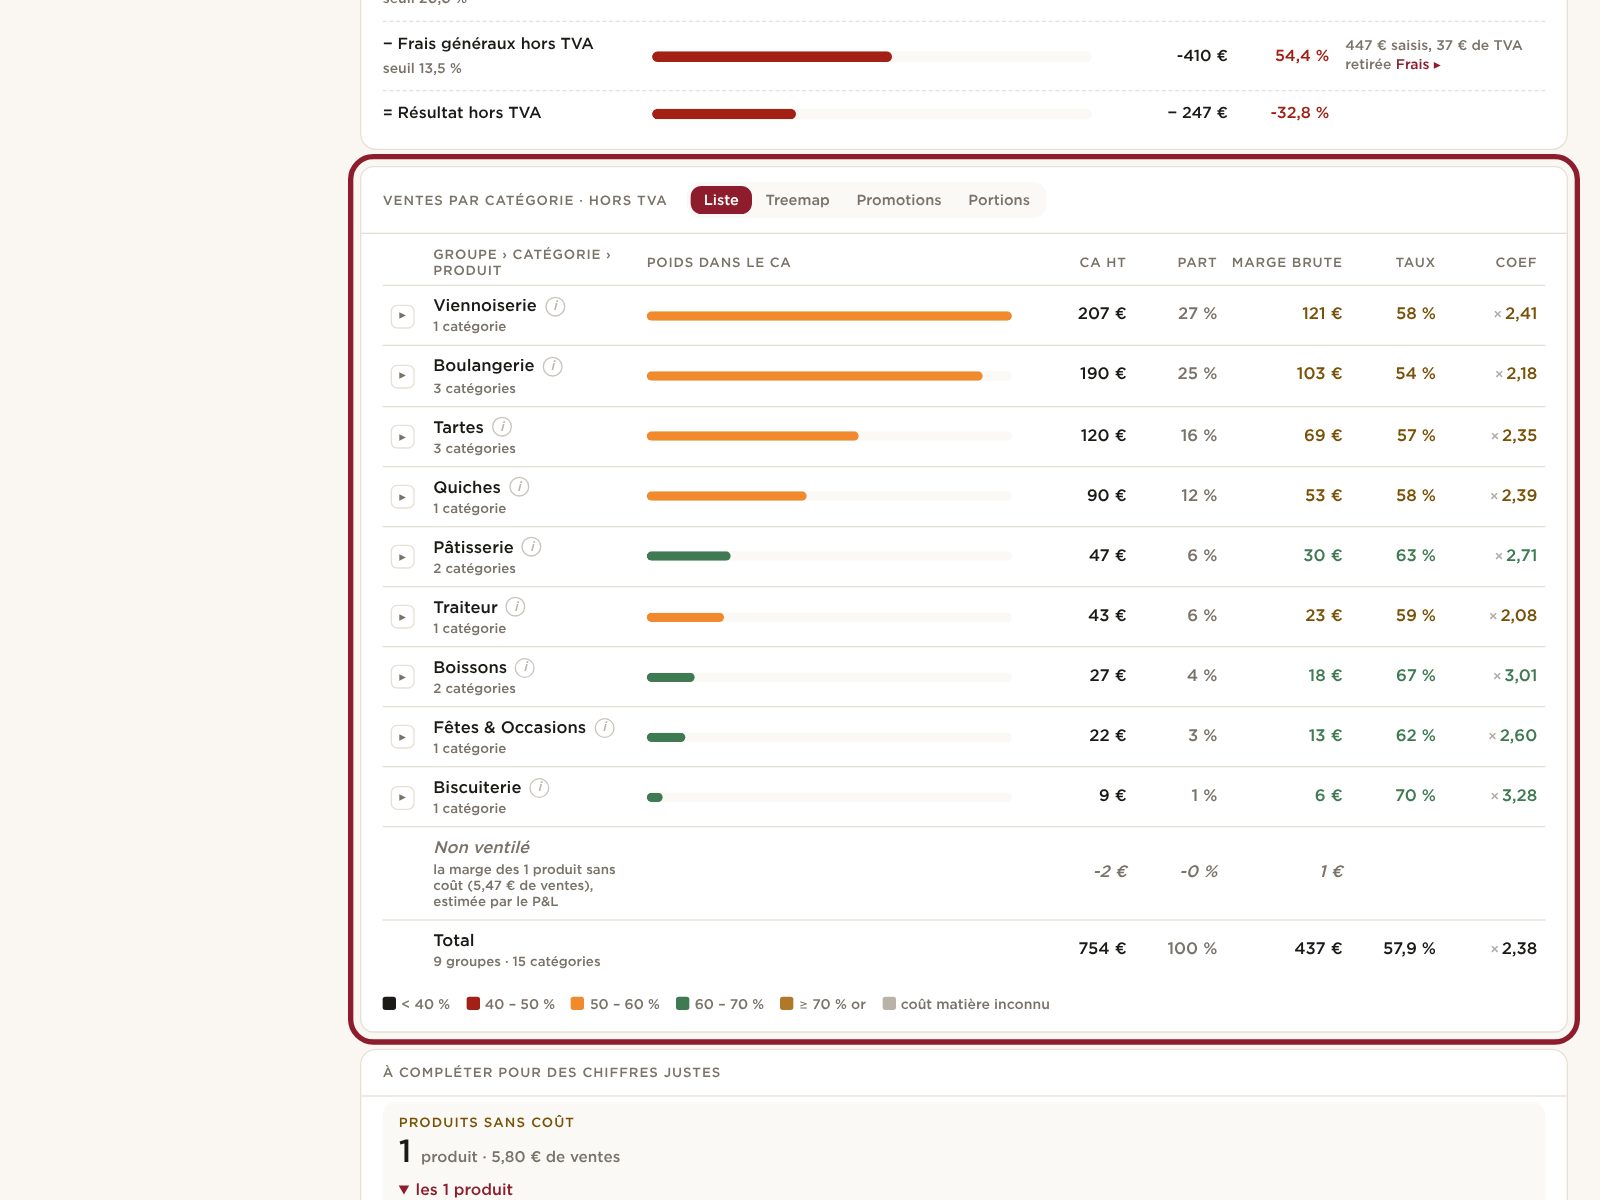 − Frais généraux hors TVA
seuil 13,5 %
-410 €
54,4 %
447 € saisis, 37 € de TVA
retirée Frais ▸
= Résultat hors TVA
− 247 €
-32,8 %
VENTES PAR CATÉGORIE · HORS TVA
Liste Treemap Promotions Portions
GROUPE › CATÉGORIE ›
PRODUIT
POIDS DANS LE CA CA HT PART MARGE BRUTE TAUX COEF
▸ Viennoiserie i
1 catégorie
207 € 27 % 121 € 58 % × 2,41
▸ Boulangerie i
3 catégories
190 € 25 % 103 € 54 % × 2,18
▸ Tartes i
3 catégories
120 € 16 % 69 € 57 % × 2,35
▸ Quiches i
1 catégorie
90 € 12 % 53 € 58 % × 2,39
▸ Pâtisserie i
2 catégories
47 € 6 % 30 € 63 % × 2,71
▸ Traiteur i
1 catégorie
43 € 6 % 23 € 59 % × 2,08
▸ Boissons i
2 catégories
27 € 4 % 18 € 67 % × 3,01
▸ Fêtes & Occasions i
1 catégorie
22 € 3 % 13 € 62 % × 2,60
▸ Biscuiterie i
1 catégorie
9 € 1 % 6 € 70 % × 3,28
Non ventilé
la marge des 1 produit sans
coût (5,47 € de ventes),
estimée par le P&L
-2 € -0 % 1 €
Total
9 groupes · 15 catégories
754 € 100 % 437 € 57,9 % × 2,38
< 40 % 40 – 50 % 50 – 60 % 60 – 70 % ≥ 70 % or coût matière inconnu
À COMPLÉTER POUR DES CHIFFRES JUSTES
PRODUITS SANS COÛT
1 produit · 5,80 € de ventes
▼ les 1 produit